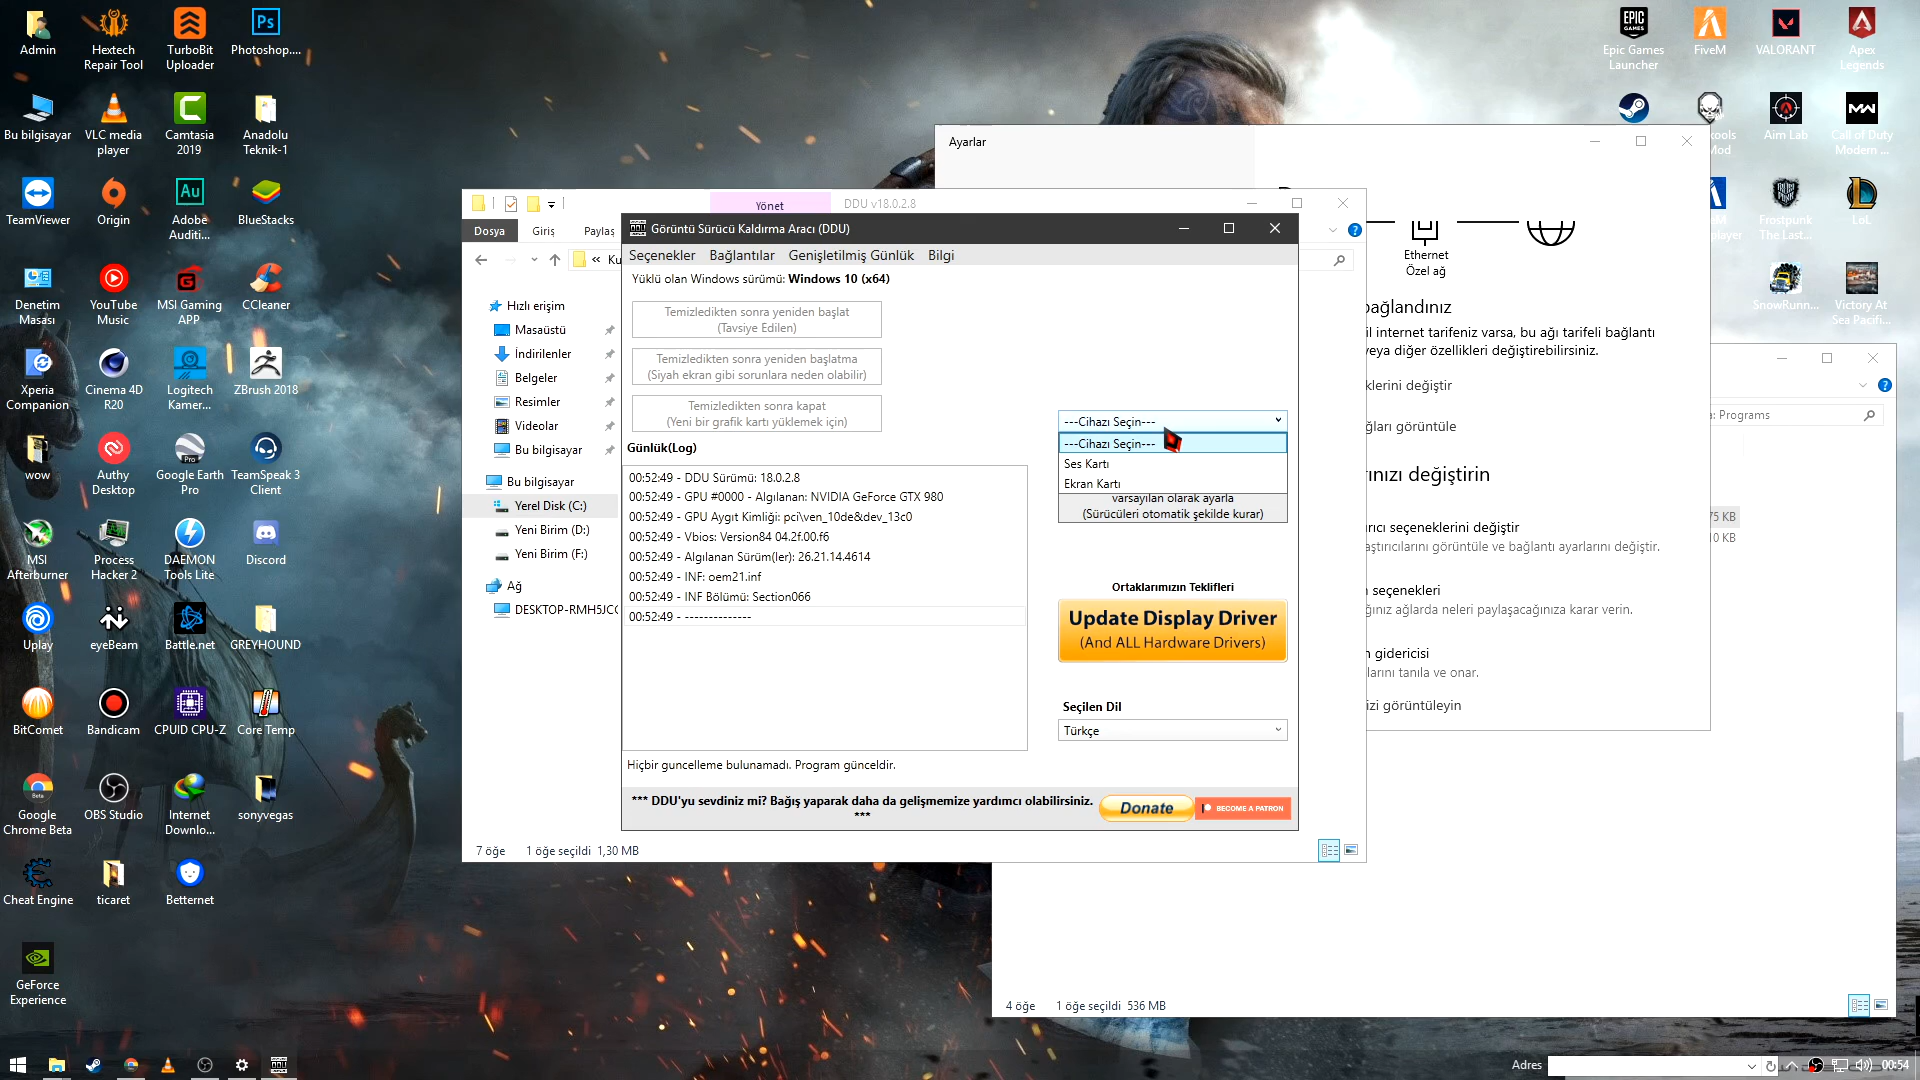 Admin
Hextech
Repair Tool
TurboBit
Uploader
Photoshop....
Bu bilgisayar
VLC media
player
Camtasia
2019
Anadolu
Teknik-1
TeamViewer
Origin
Adobe
Auditi...
BlueStacks
Denetim
Masası
YouTube
Music
MSI Gaming
APP
CCleaner
Xperia
Companion
Cinema 4D
R20
Logitech
Kamer...
ZBrush 2018
wow
Authy
Desktop
Google Earth
Pro
TeamSpeak 3
Client
MSI
Afterburner
Process
Hacker 2
DAEMON
Tools Lite
Discord
Uplay
eyeBeam
Battle.net
GREYHOUND
BitComet
Bandicam
CPUID CPU-Z
Core Temp
Google
Chrome Beta
OBS Studio
Internet
Downlo...
sonyvegas
Cheat Engine
ticaret
Betternet
GeForce
Experience
Epic Games
Launcher
FiveM
VALORANT
Apex
Legends
Aim Lab
Call of Duty
Modern ...
Frostpunk
The Last...
LoL
SnowRunn...
Victory At
Sea Pacifi...
Ayarlar
Ethernet
Özel ağ
bağlandınız
il internet tarifeniz varsa, bu ağı tarifeli bağlantı
veya diğer özellikleri değiştirebilirsiniz.
klerini değiştir
ğları görüntüle
rınızı değiştirin
ırıcı seçeneklerini değiştir
aştırıcılarını görüntüle ve bağlantı ayarlarını değiştir.
seçenekleri
ğınız ağlarda neleri paylaşacağınıza karar verin.
gidericisi
larını tanıla ve onar.
izi görüntüleyin
Yönet
DDU v18.0.2.8
Dosya
Giriş
Paylaş
« Ku
Hızlı erişim
Masaüstü
İndirilenler
Belgeler
Resimler
Videolar
Bu bilgisayar
Bu bilgisayar
Yerel Disk (C:)
Yeni Birim (D:)
Yeni Birim (F:)
Ağ
DESKTOP-RMH5JC
7 öğe
1 öğe seçildi 1,30 MB
Görüntü Sürücü Kaldırma Aracı (DDU)
Seçenekler Bağlantılar Genişletilmiş Günlük Bilgi
Yüklü olan Windows sürümü: Windows 10 (x64)
Temizledikten sonra yeniden başlat
(Tavsiye Edilen)
Temizledikten sonra yeniden başlatma
(Siyah ekran gibi sorunlara neden olabilir)
Temizledikten sonra kapat
(Yeni bir grafik kartı yüklemek için)
Günlük(Log)
00:52:49 - DDU Sürümü: 18.0.2.8
00:52:49 - GPU #0000 - Algılanan: NVIDIA GeForce GTX 980
00:52:49 - GPU Aygıt Kimliği: pci\ven_10de&dev_13c0
00:52:49 - Vbios: Version84 04.2f.00.f6
00:52:49 - Algılanan Sürüm(ler): 26.21.14.4614
00:52:49 - INF: oem21.inf
00:52:49 - INF Bölümü: Section066
00:52:49 - --------------
---Cihazı Seçin---
---Cihazı Seçin---
Ses Kartı
Ekran Kartı
varsayılan olarak ayarla
(Sürücüleri otomatik şekilde kurar)
Ortaklarımızın Teklifleri
Update Display Driver
(And ALL Hardware Drivers)
Seçilen Dil
Türkçe
Hiçbir guncelleme bulunamadı. Program günceldir.
*** DDU'yu sevdiniz mi? Bağış yaparak daha da gelişmemize yardımcı olabilirsiniz.
***
Donate
BECOME A PATRON
a: Programs
75 KB
10 KB
4 öğe
1 öğe seçildi 536 MB
Adres
00:54